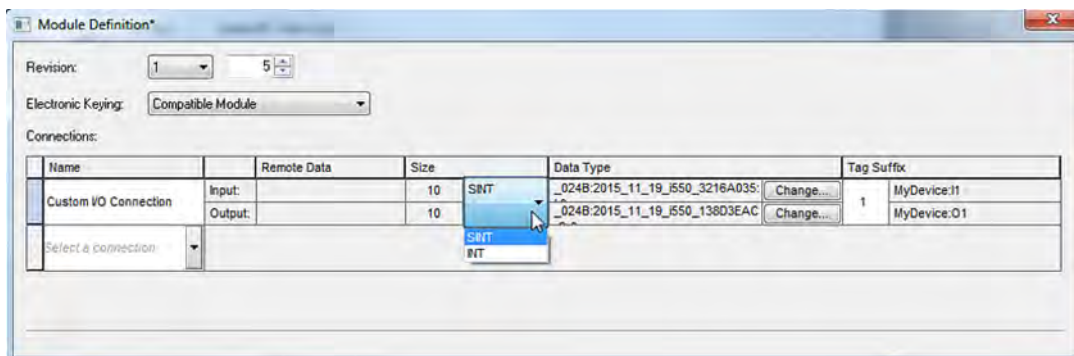 Module Definition*
Revision: 1 5
Electronic Keying: Compatible Module
Connections:
Name Remote Data Size Data Type Tag Suffix
Custom I/O Connection Input: 10 SINT _024B:2015_11_19_i550_3216A035: Change... 1 MyDevice:I1
Output: 10 _024B:2015_11_19_i550_138D3EAC Change... MyDevice:O1
Select a connection SINT
INT